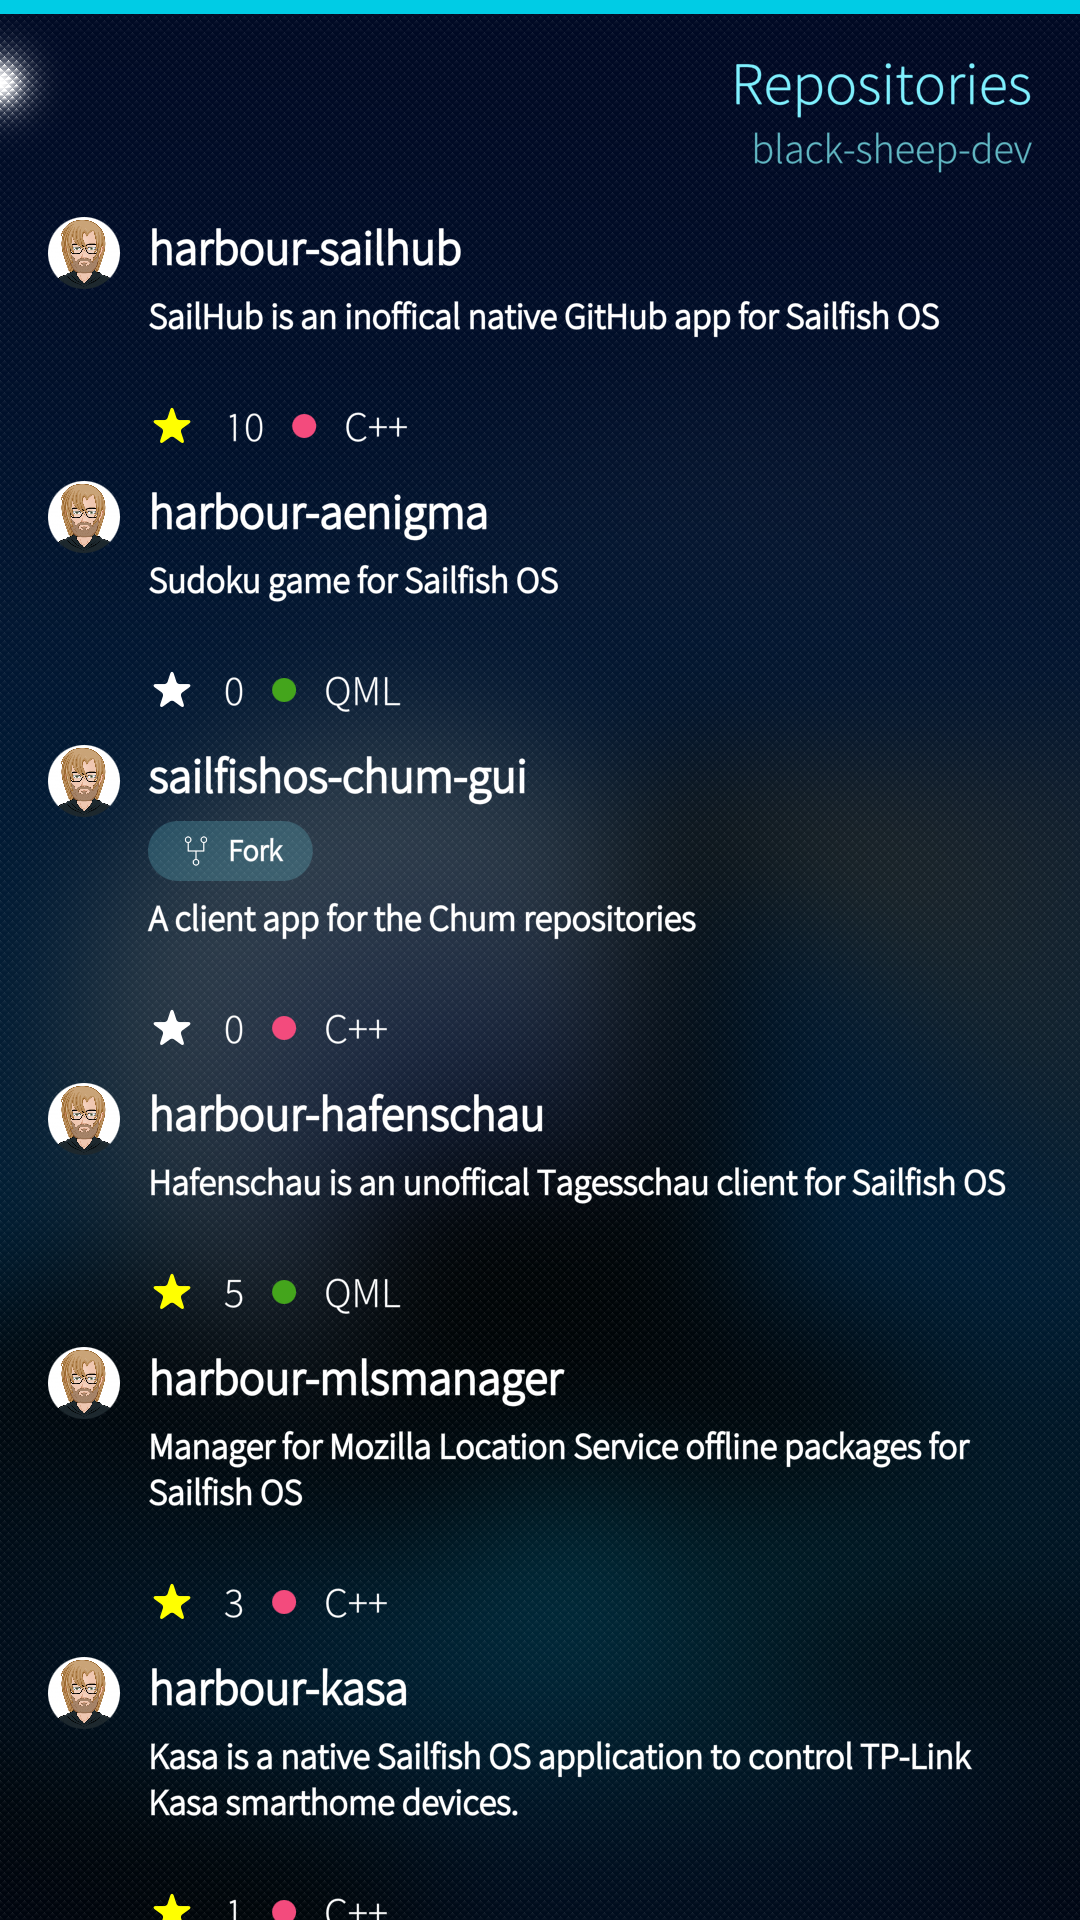 Repositories
black-sheep-dev
harbour-sailhub
SailHub is an inoffical native GitHub app for Sailfish OS
10 C++
harbour-aenigma
Sudoku game for Sailfish OS
0 QML
sailfishos-chum-gui
Fork
A client app for the Chum repositories
0 C++
harbour-hafenschau
Hafenschau is an unoffical Tagesschau client for Sailfish OS
5 QML
harbour-mlsmanager
Manager for Mozilla Location Service offline packages for
Sailfish OS
3 C++
harbour-kasa
Kasa is a native Sailfish OS application to control TP-Link
Kasa smarthome devices.
1 C++